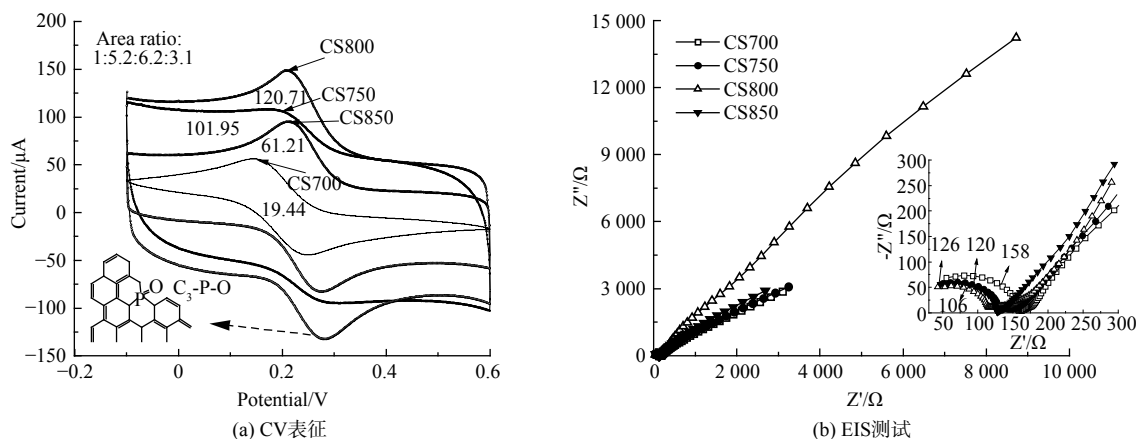 200
150
100
50
0
−50
−100
−150
Current/μA
Area ratio:
1:5.2:6.2:3.1
CS800
120.71
CS750
101.95
CS850
61.21
CS700
19.44
P
O
C₃-P-O
−0.2
0
0.2
0.4
0.6
Potential/V
(a) CV表征
15 000
12 000
9 000
6 000
3 000
0
Z''/Ω
CS700
CS750
CS800
CS850
300
250
200
150
100
50
0
-Z''/Ω
126
120
158
106
50
100
150
200
250
300
Z'/Ω
0
2 000
4 000
6 000
8 000
10 000
Z'/Ω
(b) EIS测试